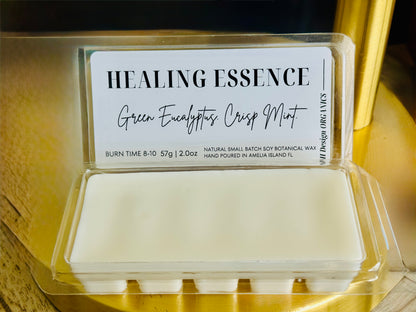 HEALING ESSENCE
Green Eucalyptus. Crisp Mint.
BURN TIME 8-10 57g | 2.0oz
NATURAL SMALL BATCH SOY BOTANICAL WAX
HAND POURED IN AMELIA ISLAND FL
Design ORGANICS